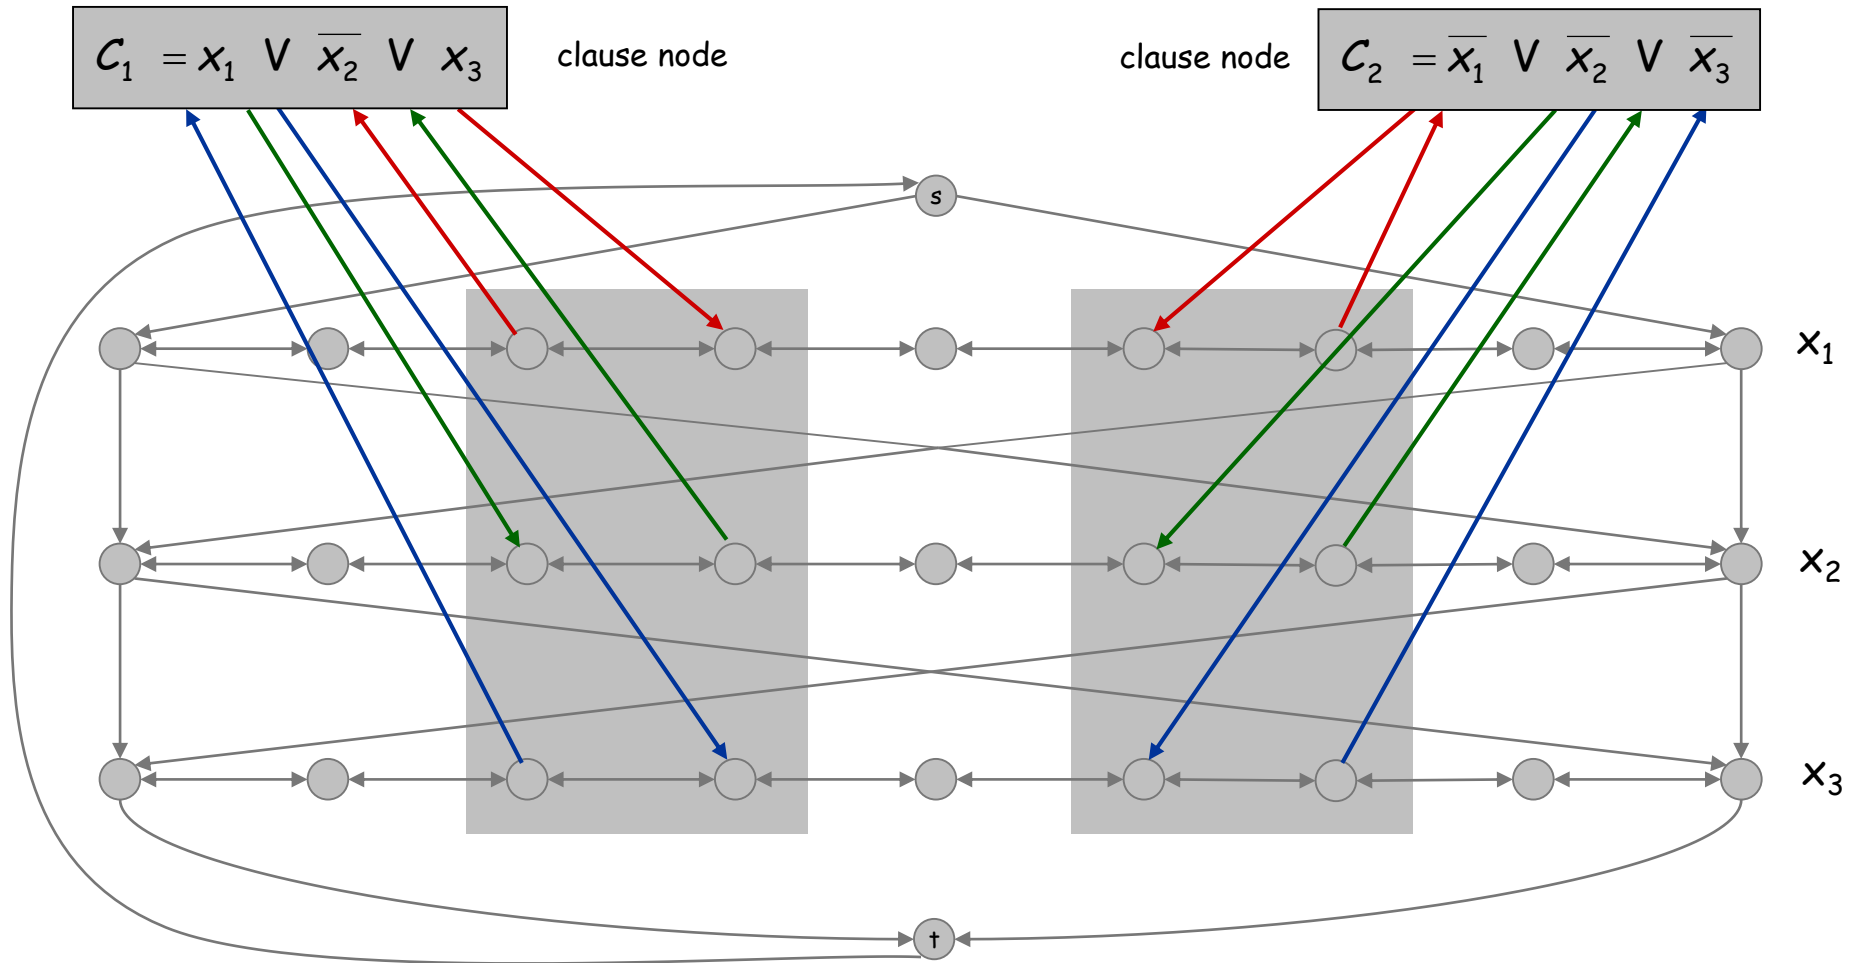 C₁ = x₁ V x̅₂ V x₃
clause node
clause node
C₂ = x̅₁ V x̅₂ V x̅₃
s
x₁
x₂
x₃
t